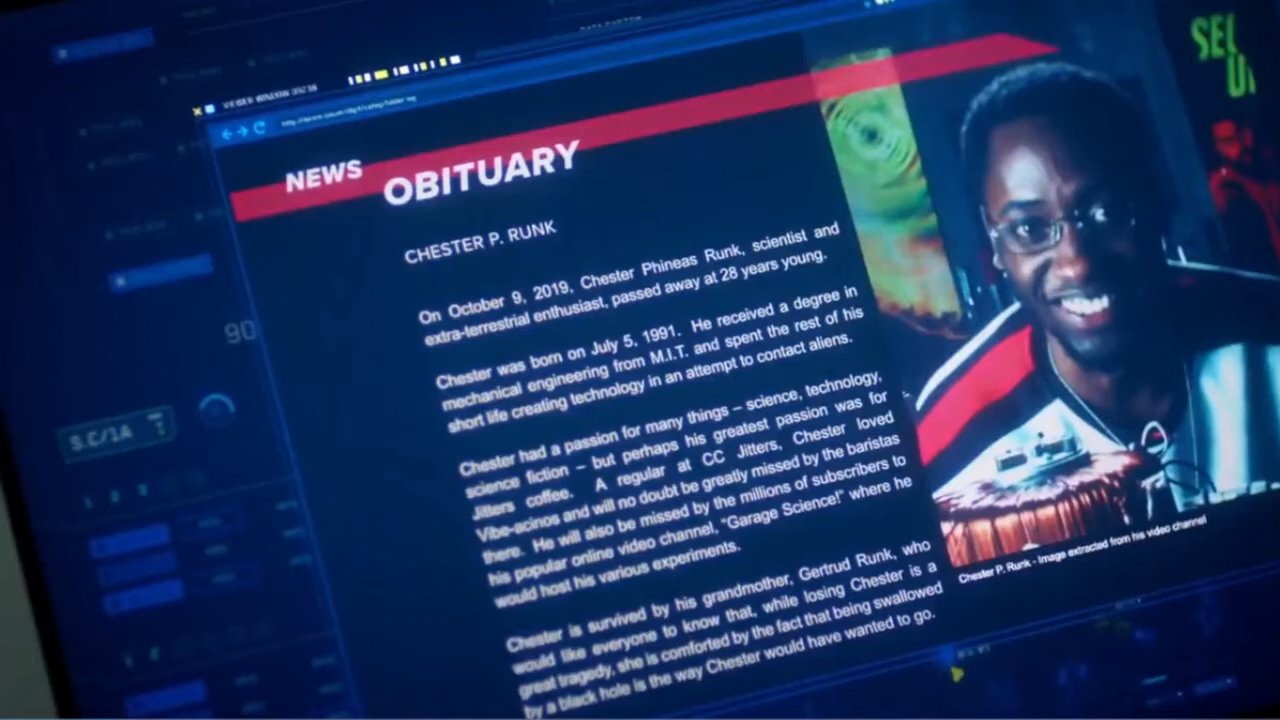 SEL
U
VIEWER WINDOW
NEWS
OBITUARY
CHESTER P. RUNK
On October 9, 2019, Chester Phineas Runk, scientist and
extra-terrestrial enthusiast, passed away at 28 years young.
Chester was born on July 5, 1991. He received a degree in
mechanical engineering from M.I.T. and spent the rest of his
short life creating technology in an attempt to contact aliens.
Chester had a passion for many things – science, technology,
science fiction – but perhaps his greatest passion was for
Jitters coffee. A regular at CC Jitters, Chester loved
Vibe-acinos and will no doubt be greatly missed by the baristas
there. He will also be missed by the millions of subscribers to
his popular online video channel, “Garage Science!” where he
would host his various experiments.
Chester is survived by his grandmother, Gertrud Runk, who
would like everyone to know that, while losing Chester is a
great tragedy, she is comforted by the fact that being swallowed
by a black hole is the way Chester would have wanted to go.
Chester P. Runk - Image extracted from his video channel
90
S.C/1A